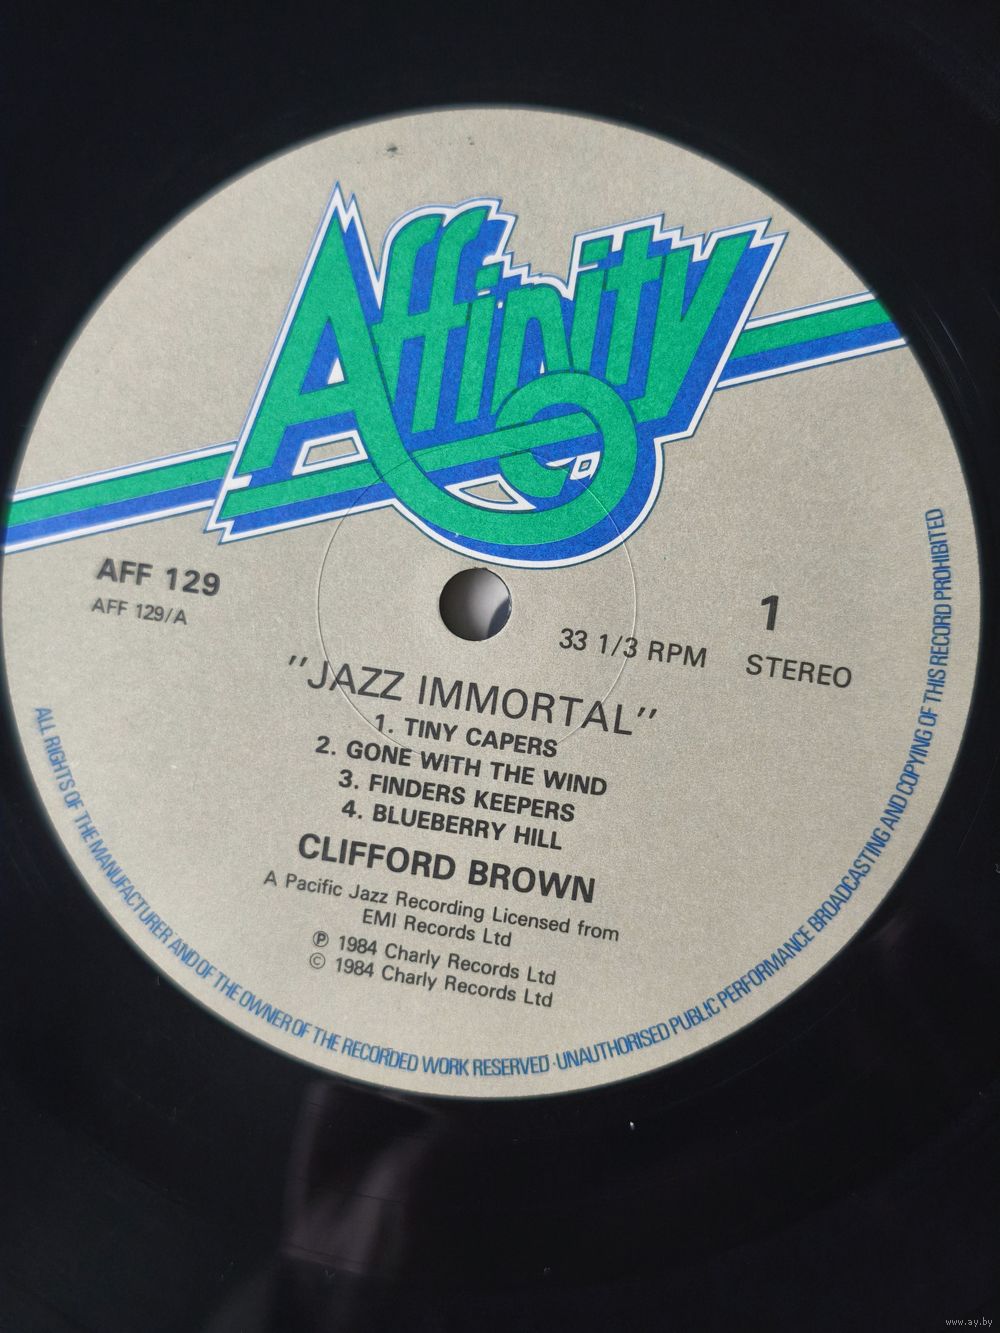 Affinity
AFF 129
AFF 129/A
1
33 1/3 RPM
STEREO
"JAZZ IMMORTAL"
1. TINY CAPERS
2. GONE WITH THE WIND
3. FINDERS KEEPERS
4. BLUEBERRY HILL
CLIFFORD BROWN
A Pacific Jazz Recording Licensed from
EMI Records Ltd
℗ 1984 Charly Records Ltd
© 1984 Charly Records Ltd
ALL RIGHTS OF THE MANUFACTURER AND OF THE OWNER OF THE RECORDED WORK RESERVED · UNAUTHORISED PUBLIC PERFORMANCE BROADCASTING AND COPYING OF THIS RECORD PROHIBITED
www.ay.by